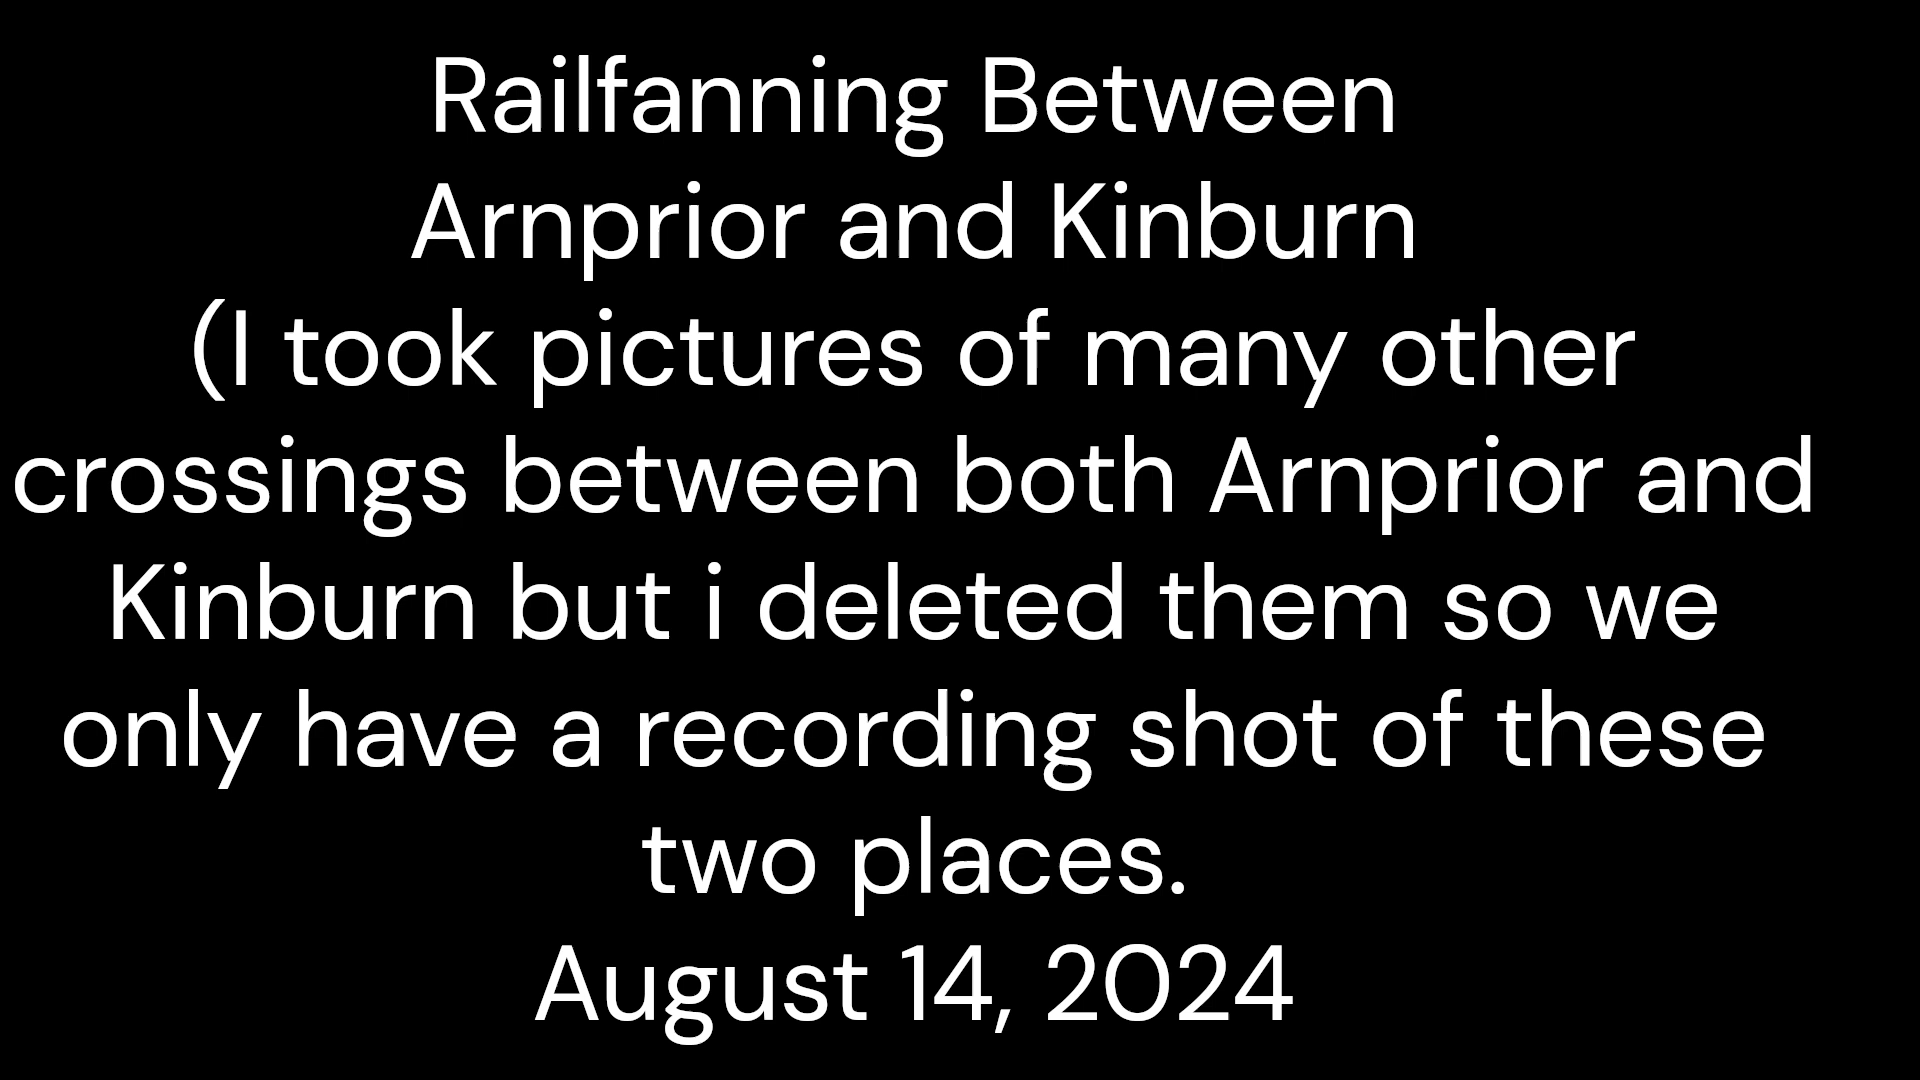 Railfanning Between
Arnprior and Kinburn
(I took pictures of many other
crossings between both Arnprior and
Kinburn but i deleted them so we
only have a recording shot of these
two places.
August 14, 2024